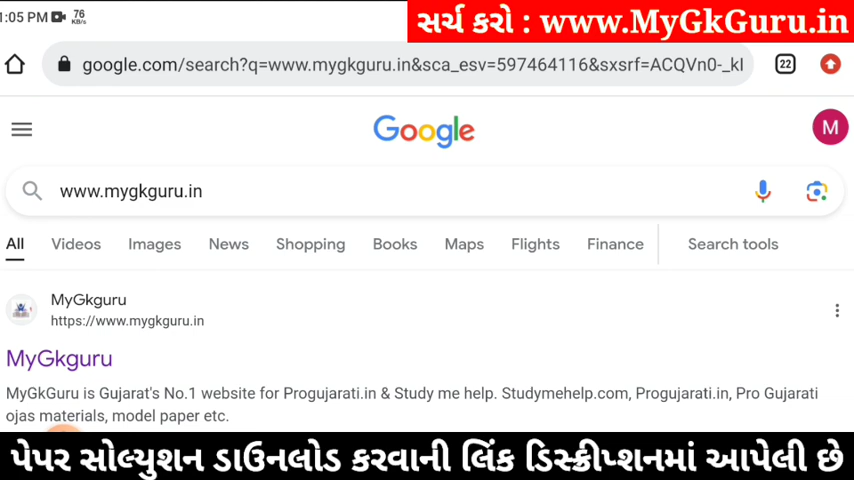 1:05 PM 76 KB/s
સર્ચ કરો : www.MyGkGuru.in
google.com/search?q=www.mygkguru.in&sca_esv=597464116&sxsrf=ACQVn0-_kI
22
Google
M
www.mygkguru.in
All Videos Images News Shopping Books Maps Flights Finance Search tools
MyGkguru
https://www.mygkguru.in
MyGkguru
MyGkGuru is Gujarat's No.1 website for Progujarati.in & Study me help. Studymehelp.com, Progujarati.in, Pro Gujarati
ojas materials, model paper etc.
પેપર સોલ્યુશન ડાઉનલોડ કરવાની લિંક ડિસ્ક્રીપ્શનમાં આપેલી છે